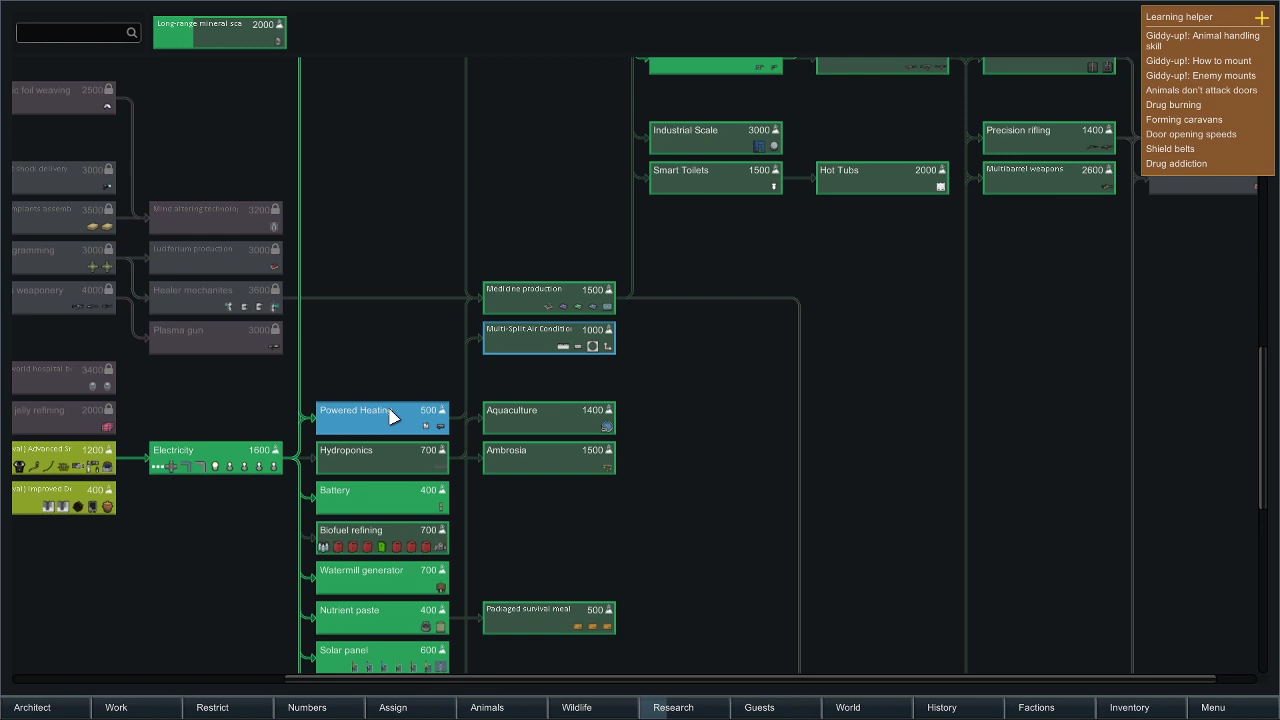 Long-range mineral sca 2000
Learning helper
Giddy-up!: Animal handling
skill
Giddy-up!: How to mount
Giddy-up!: Enemy mounts
Animals don't attack doors
Drug burning
Forming caravans
Door opening speeds
Shield belts
Drug addiction
c foil weaving 2500
Industrial Scale 3000
Precision rifling 1400
3000
Smart Toilets 1500
Hot Tubs 2000
Multibarrel weapons 2600
mplants assemb 3500
Mind altering technolo 3200
gramming 3000
Luciferium production 3000
weaponery 4000
Healer mechanites 3600
Medicine production 1500
Plasma gun 3000
Multi-Split Air Conditio 1000
3400
jelly refining 2000
Powered Heatin 500
Aquaculture 1400
1200
Electricity 1600
Hydroponics 700
Ambrosia 1500
400
Battery 400
Biofuel refining 700
Watermill generator 700
Nutrient paste 400
Packaged survival meal 500
Solar panel 600
Architect Work Restrict Numbers Assign Animals Wildlife Research Guests World History Factions Inventory Menu